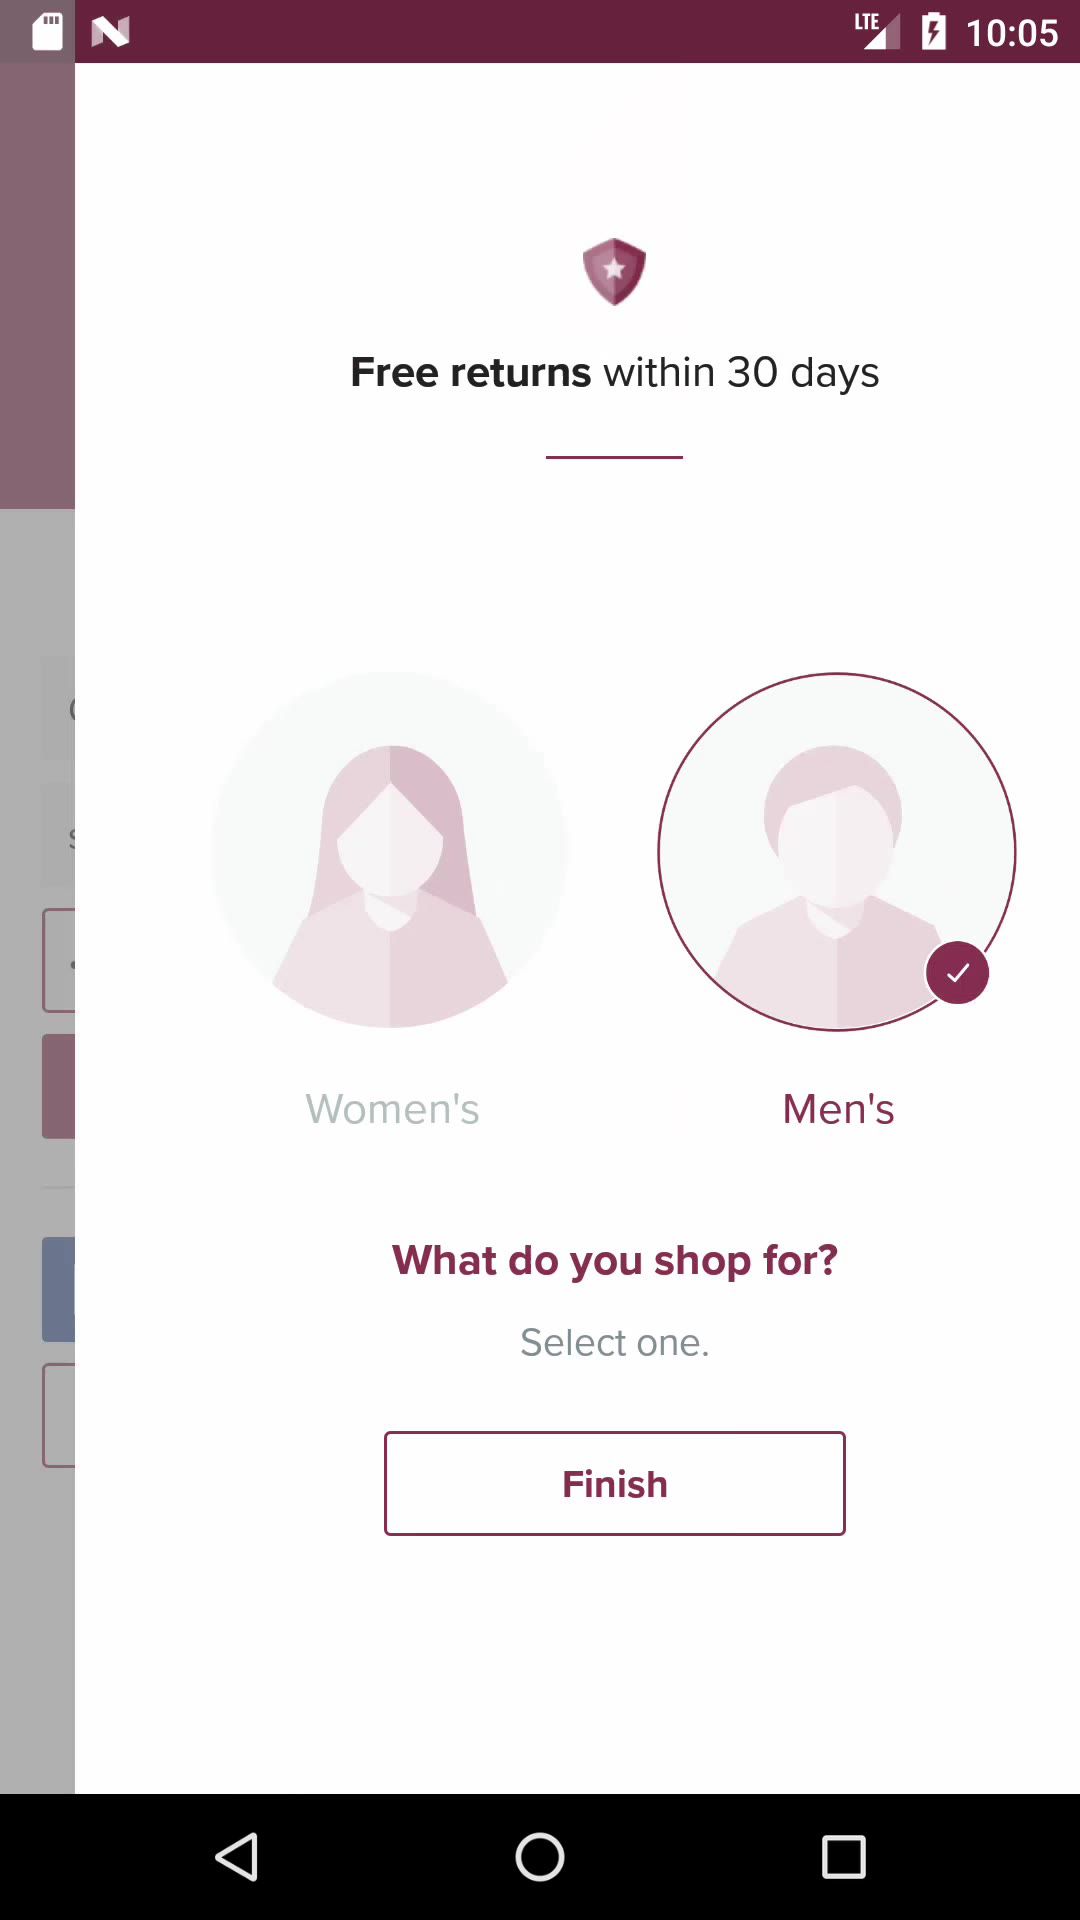 LTE 10:05
Free returns within 30 days
Women's Men's
What do you shop for?
Select one.
Finish